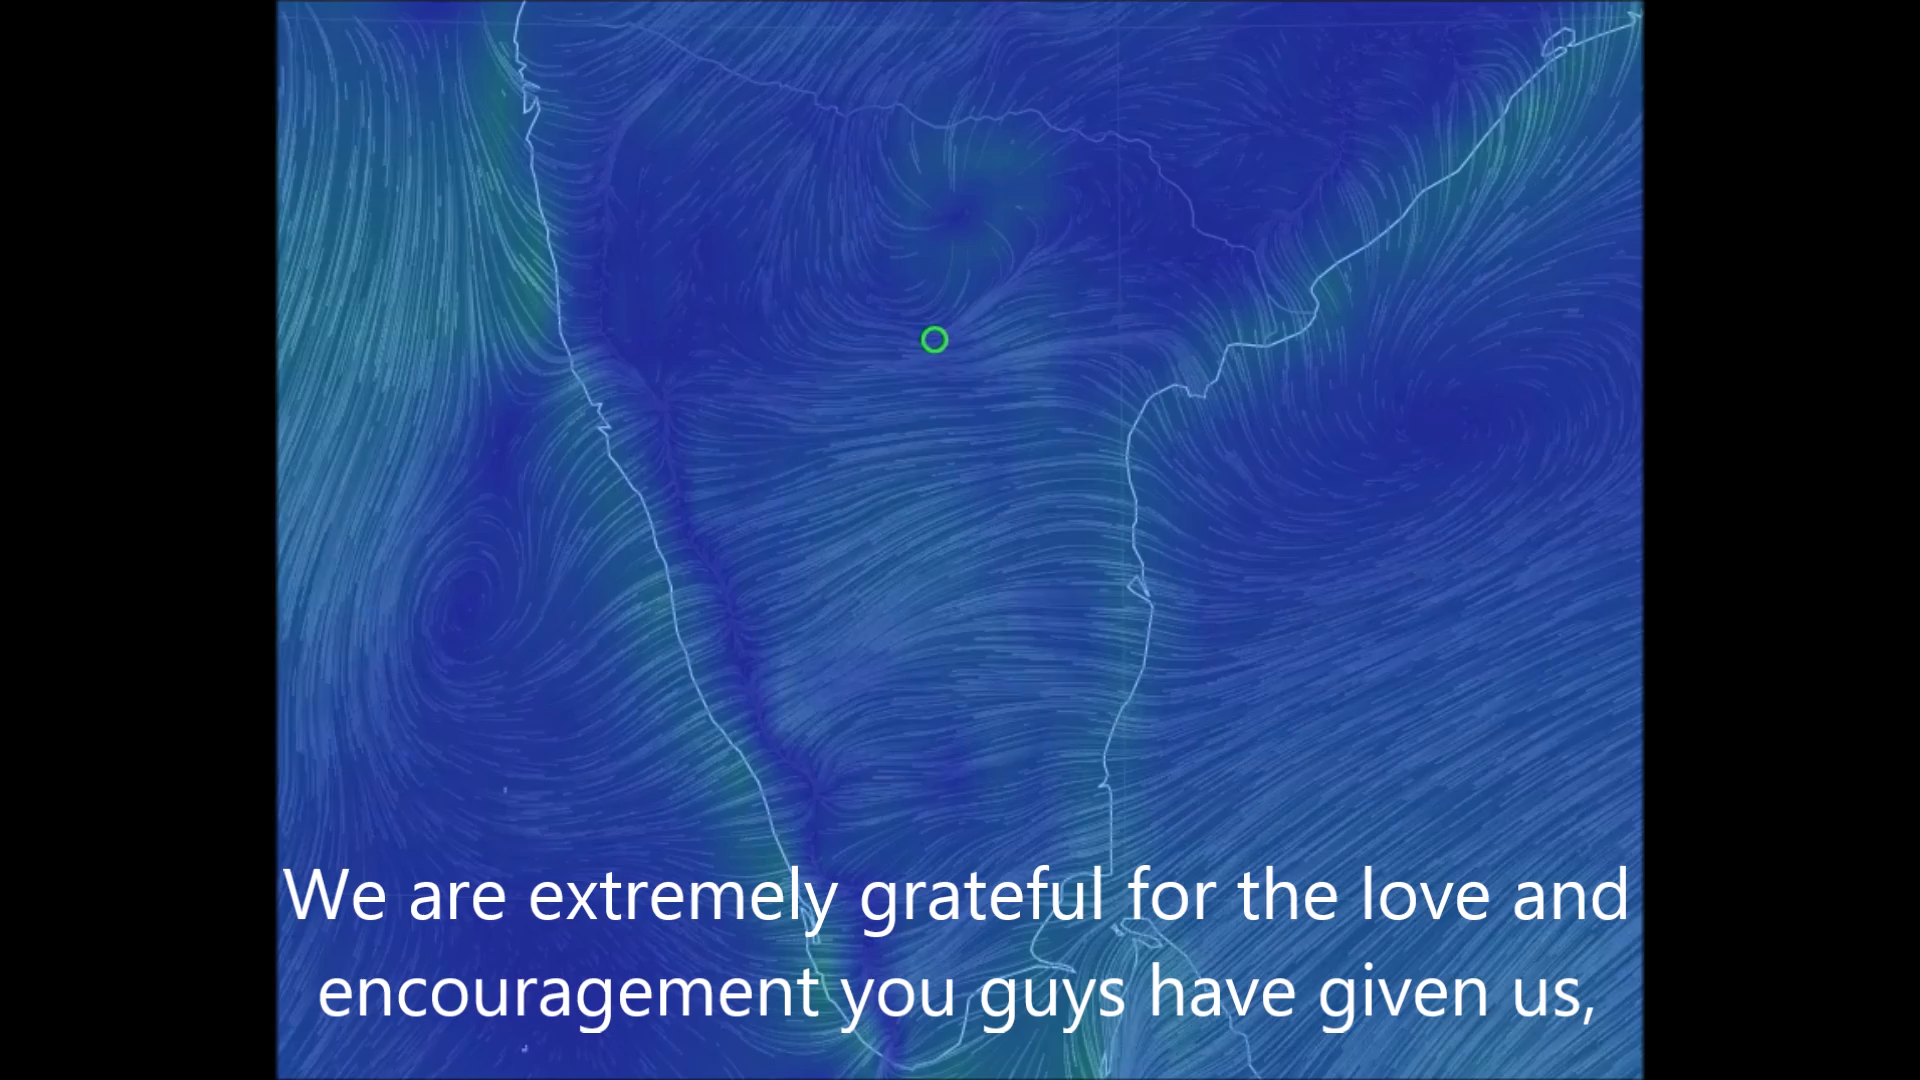 We are extremely grateful for the love and
encouragement you guys have given us,